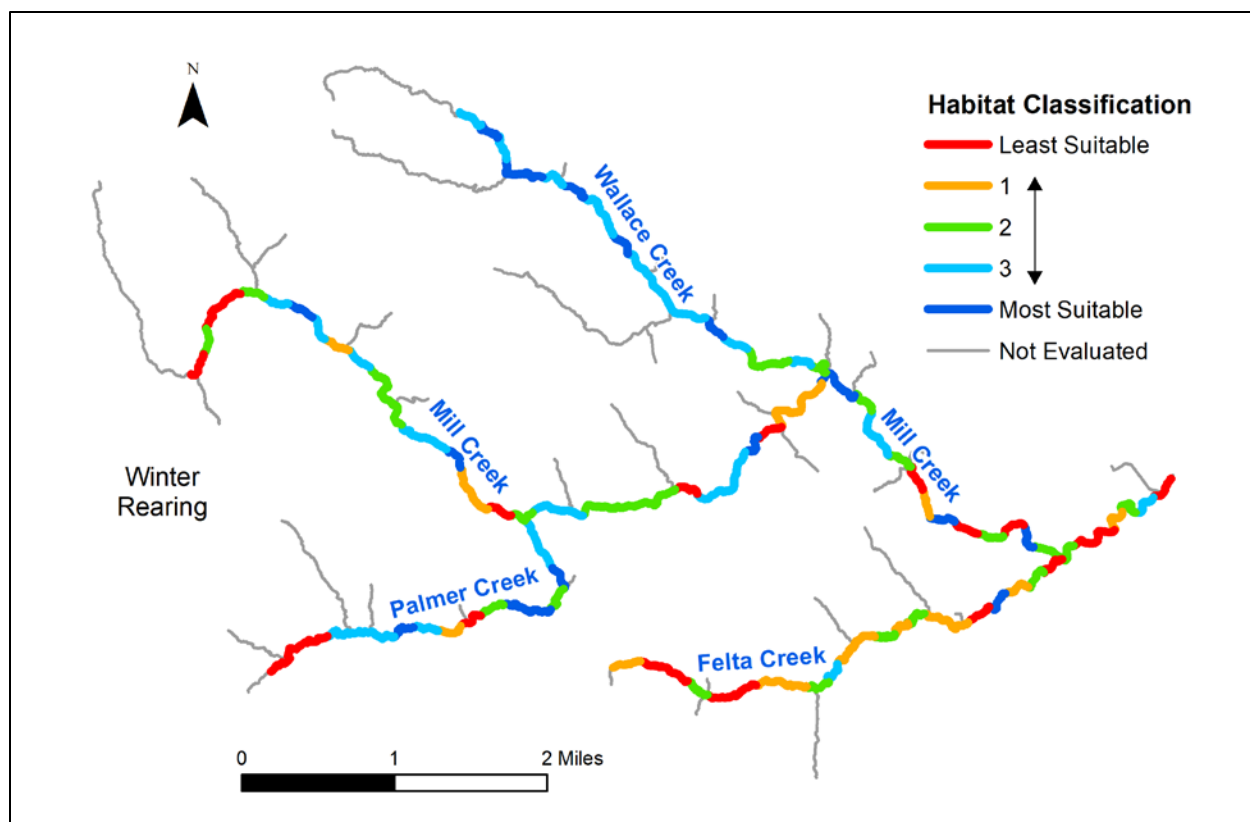 N
Habitat Classification
Least Suitable
1
2
3
Most Suitable
Not Evaluated
Wallace Creek
Mill Creek
Mill Creek
Winter
Rearing
Palmer Creek
Felta Creek
0 1 2 Miles